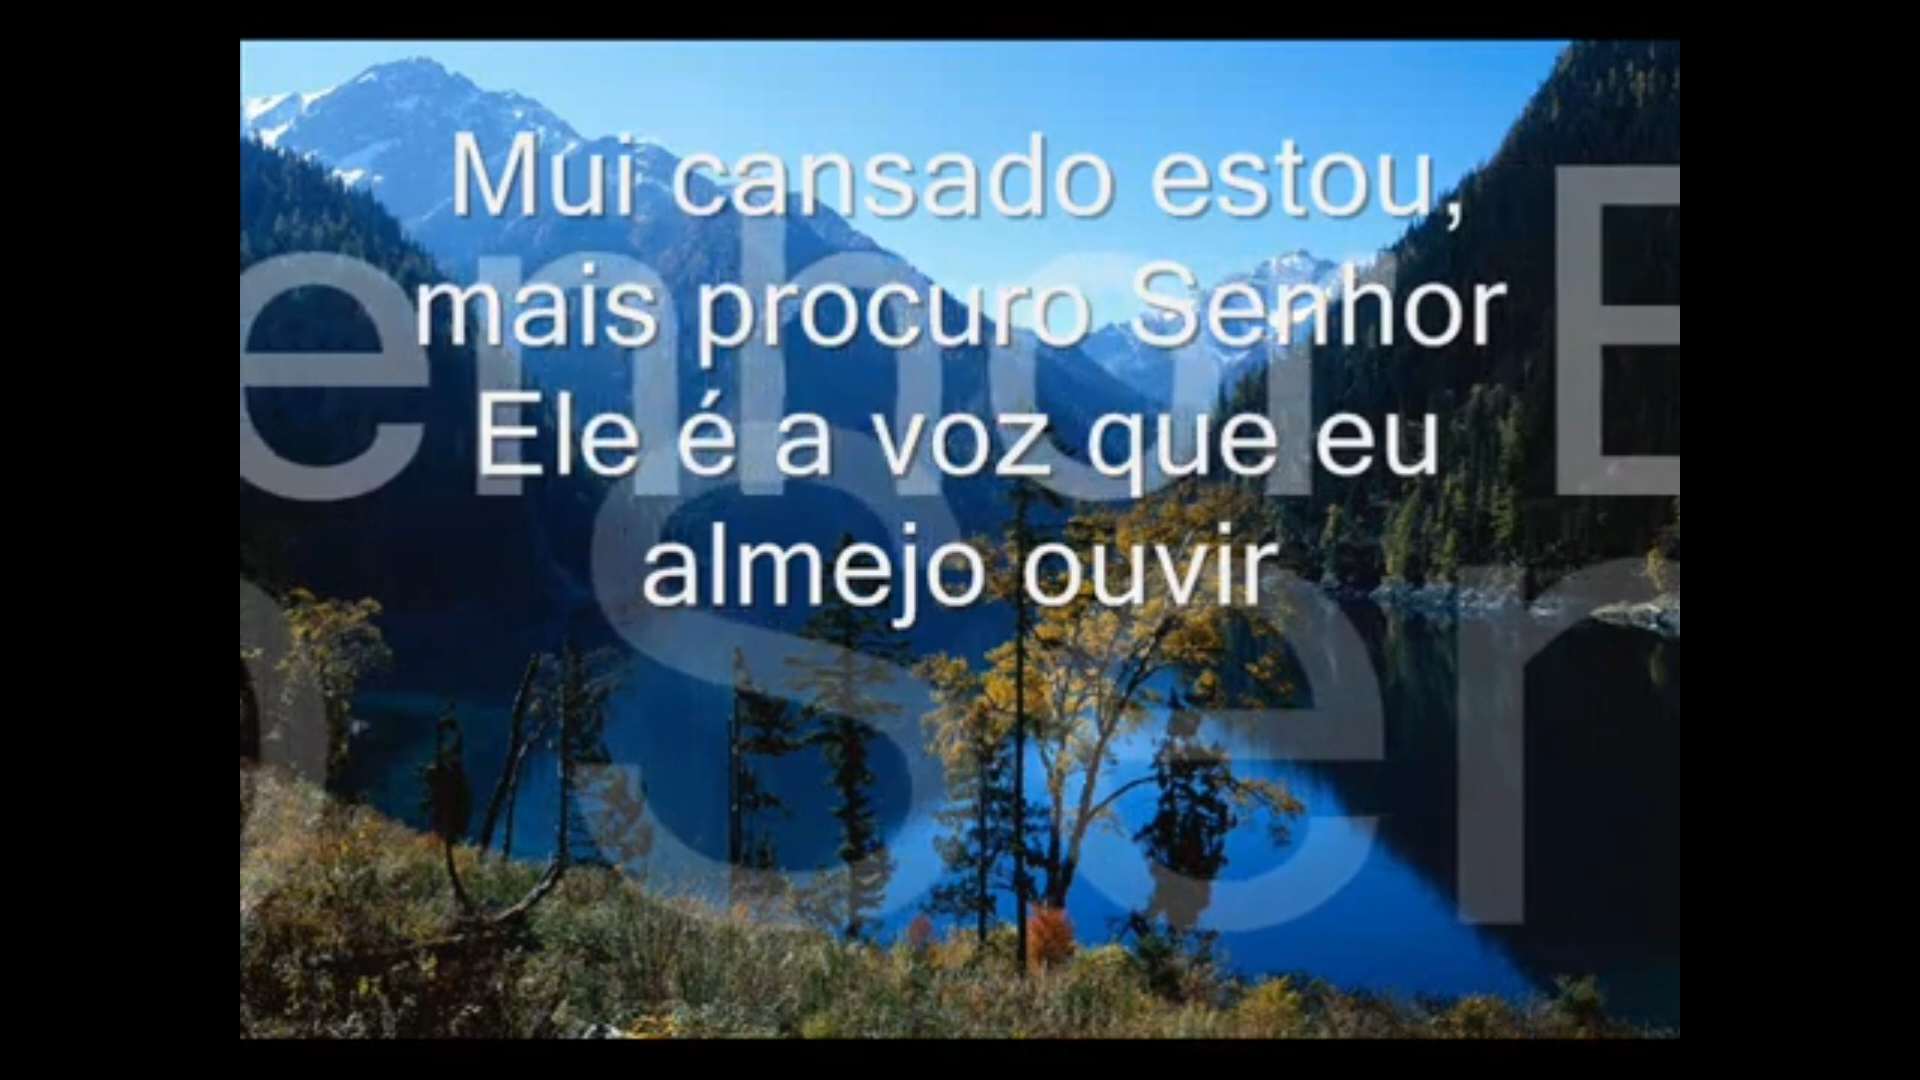 Mui cansado estou,
mais procuro Senhor
Ele é a voz que eu
almejo ouvir